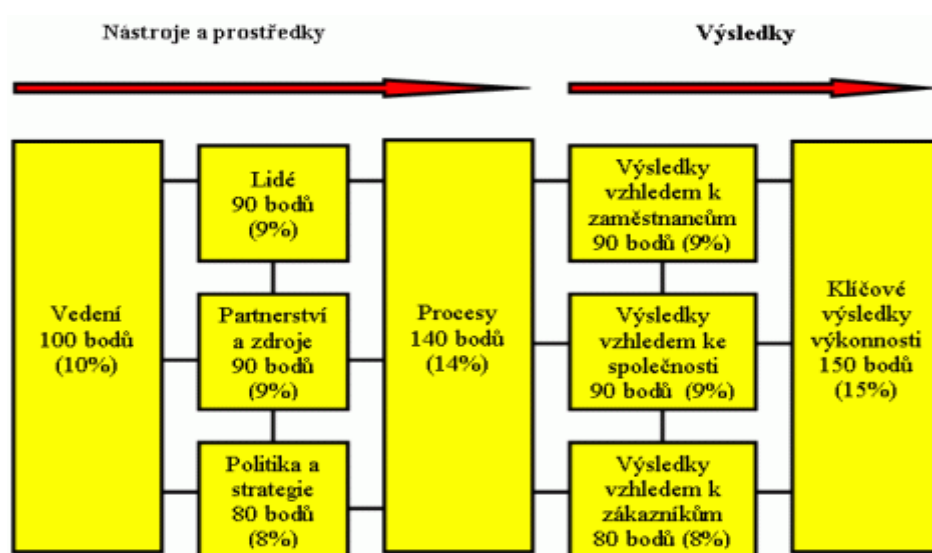 Nástroje a prostředky
Výsledky
Vedení
100 bodů
(10%)
Lidé
90 bodů
(9%)
Partnerství
a zdroje
90 bodů
(9%)
Politika a
strategie
80 bodů
(8%)
Procesy
140 bodů
(14%)
Výsledky
vzhledem k
zaměstnancům
90 bodů (9%)
Výsledky
vzhledem ke
společnosti
90 bodů (9%)
Výsledky
vzhledem k
zákazníkům
80 bodů (8%)
Klíčové
výsledky
výkonnosti
150 bodů
(15%)